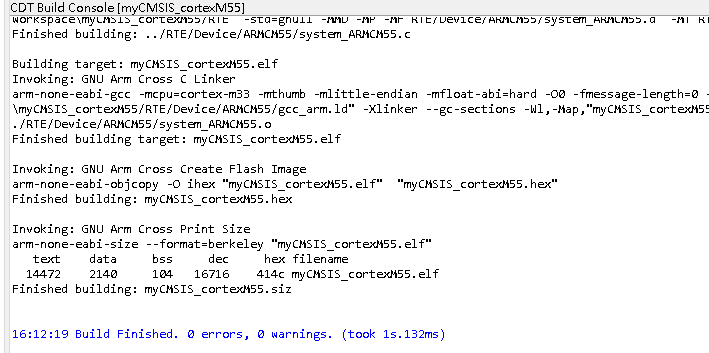 CDT Build Console [myCMSIS_cortexM55]
workspace\myCMSIS_cortexM55/RTE" -std=gnu11 -MMD -MP -MF RTE/Device/ARMCM55/system_ARMCM55.d -MT RT
Finished building: ../RTE/Device/ARMCM55/system_ARMCM55.c
Building target: myCMSIS_cortexM55.elf
Invoking: GNU Arm Cross C Linker
arm-none-eabi-gcc -mcpu=cortex-m33 -mthumb -mlittle-endian -mfloat-abi=hard -O0 -fmessage-length=0 -
\myCMSIS_cortexM55/RTE/Device/ARMCM55/gcc_arm.ld" -Xlinker --gc-sections -Wl,-Map,"myCMSIS_cortexM55
./RTE/Device/ARMCM55/system_ARMCM55.o
Finished building target: myCMSIS_cortexM55.elf
Invoking: GNU Arm Cross Create Flash Image
arm-none-eabi-objcopy -O ihex "myCMSIS_cortexM55.elf" "myCMSIS_cortexM55.hex"
Finished building: myCMSIS_cortexM55.hex
Invoking: GNU Arm Cross Print Size
arm-none-eabi-size --format=berkeley "myCMSIS_cortexM55.elf"
text data bss dec hex filename
14472 2140 104 16716 414c myCMSIS_cortexM55.elf
Finished building: myCMSIS_cortexM55.siz
16:12:19 Build Finished. 0 errors, 0 warnings. (took 1s.132ms)